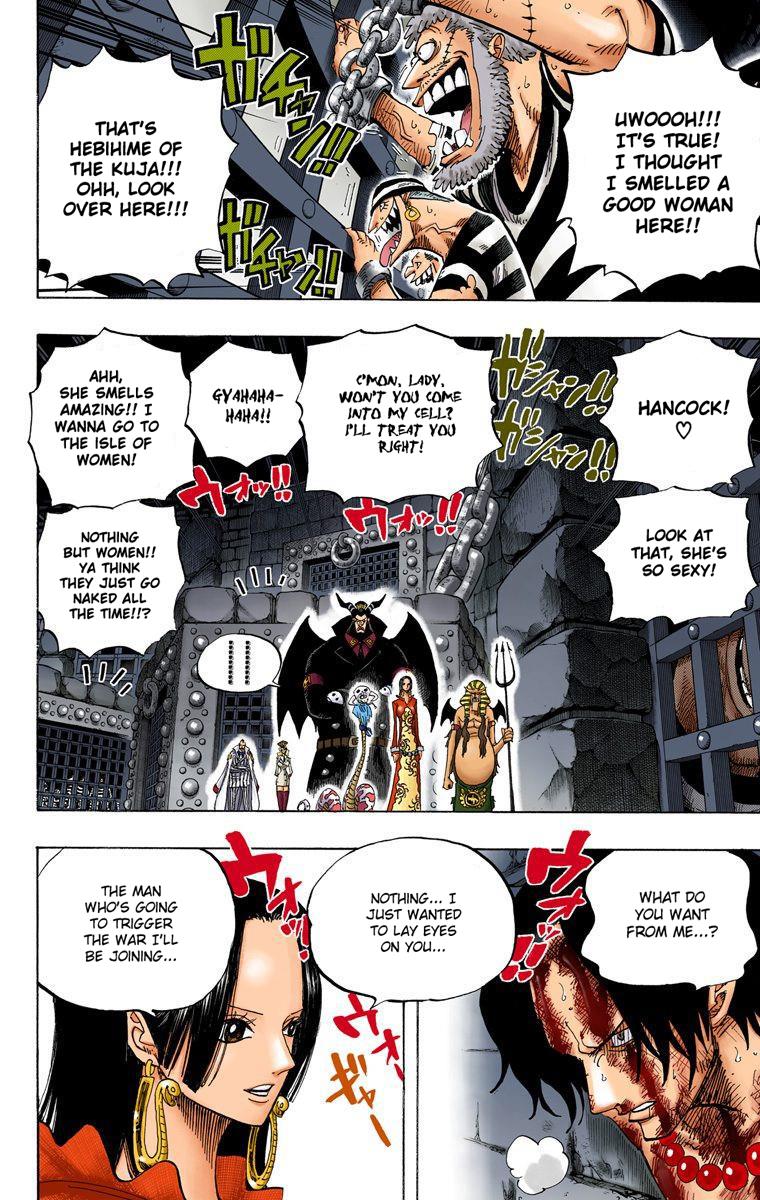 UWOOOH!!!
IT'S TRUE!
I THOUGHT
I SMELLED A
GOOD WOMAN
HERE!!
ガチャン!!
ガチャン!!
THAT'S
HEBIHIME OF
THE KUJA!!!
OHH, LOOK
OVER HERE!!!
HANCOCK!
♡
LOOK AT
THAT, SHE'S
SO SEXY!
ガシャン!!
ガシャン!!
C'MON, LADY,
WON'T YOU COME
INTO MY CELL?
I'LL TREAT YOU
RIGHT!
ウオッ!!
GYAHAHA-
HAHA!!
ウオッ!!
AHH,
SHE SMELLS
AMAZING!! I
WANNA GO TO
THE ISLE OF
WOMEN!
NOTHING
BUT WOMEN!!
YA THINK
THEY JUST GO
NAKED ALL
THE TIME!!?
WHAT DO
YOU WANT
FROM ME...?
ウオッ!!
NOTHING... I
JUST WANTED
TO LAY EYES
ON YOU...
ウオッ!!
THE MAN
WHO'S GOING
TO TRIGGER
THE WAR I'LL
BE JOINING...
ウオー
ギャー